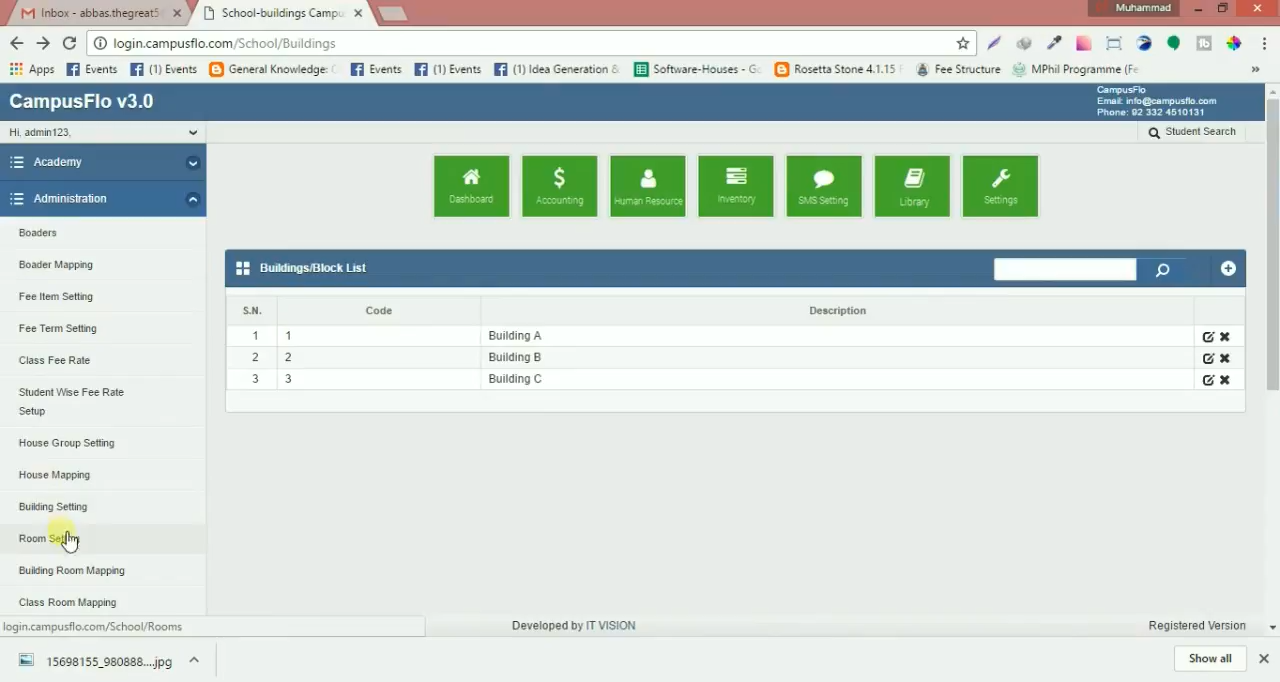 Inbox - abbas.thegreat5
School-buildings Campu
Muhammad
login.campusflo.com/School/Buildings
Apps
Events
(1) Events
General Knowledge:
Events
(1) Events
(1) Idea Generation &
Software-Houses - Go
Rosetta Stone 4.1.15
Fee Structure
MPhil Programme (Fe
»
CampusFlo v3.0
CampusFlo
Email: info@campusflo.com
Phone: 92 332 4510131
Hi, admin123,
Student Search
Academy
Administration
Boaders
Boader Mapping
Fee Item Setting
Fee Term Setting
Class Fee Rate
Student Wise Fee Rate
Setup
House Group Setting
House Mapping
Building Setting
Room Setting
Building Room Mapping
Class Room Mapping
Dashboard
Accounting
Human Resource
Inventory
SMS Setting
Library
Settings
Buildings/Block List
S.N. Code Description
1 1 Building A
2 2 Building B
3 3 Building C
login.campusflo.com/School/Rooms
Developed by IT VISION
Registered Version
15698155_980888....jpg
Show all